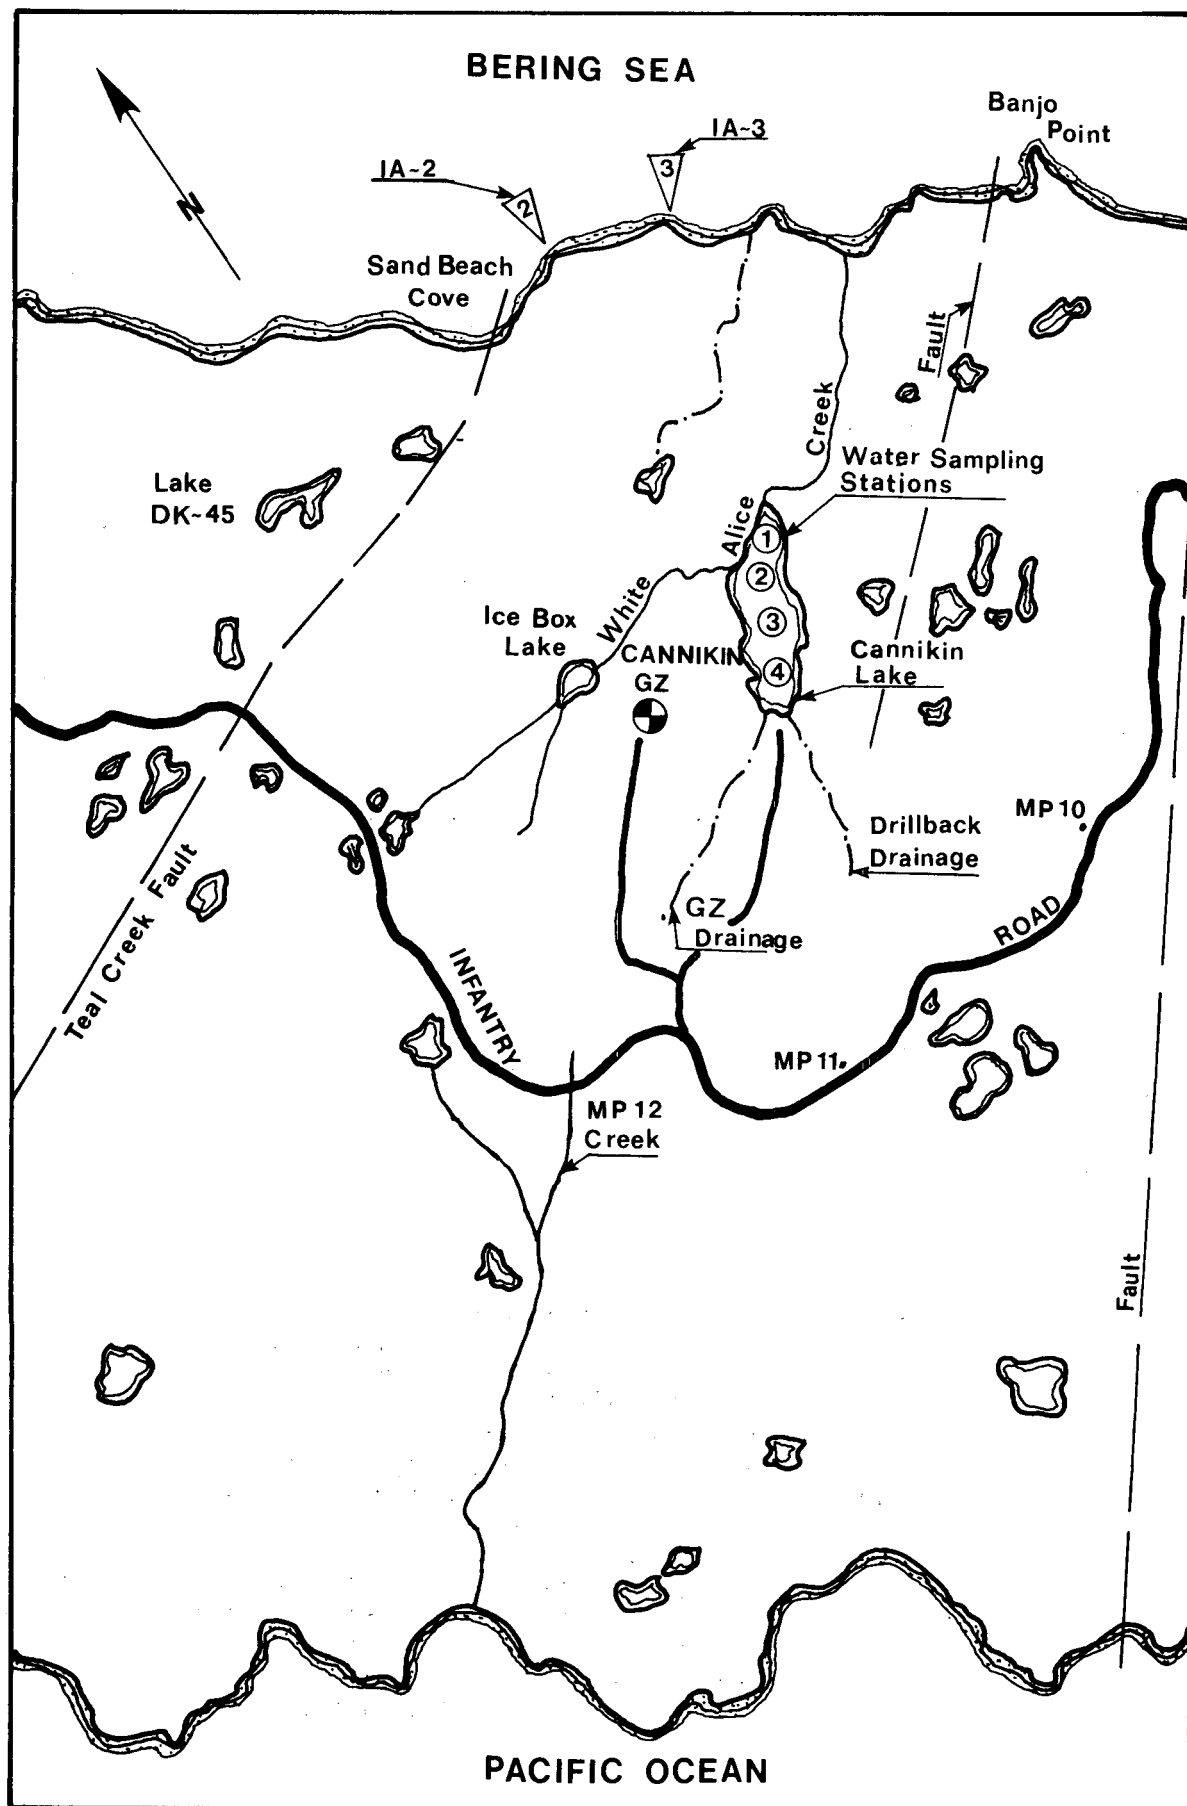 BERING SEA
Banjo
Point
IA~3
3
IA~2
2
N
Sand Beach
Cove
Fault
Creek
Water Sampling
Stations
Lake
DK~45
Alice
1
2
3
4
White
Ice Box
Lake
CANNIKIN
GZ
Cannikin
Lake
MP 10
Drillback
Drainage
GZ
Drainage
ROAD
Teal Creek Fault
INFANTRY
MP 11
MP 12
Creek
Fault
PACIFIC OCEAN